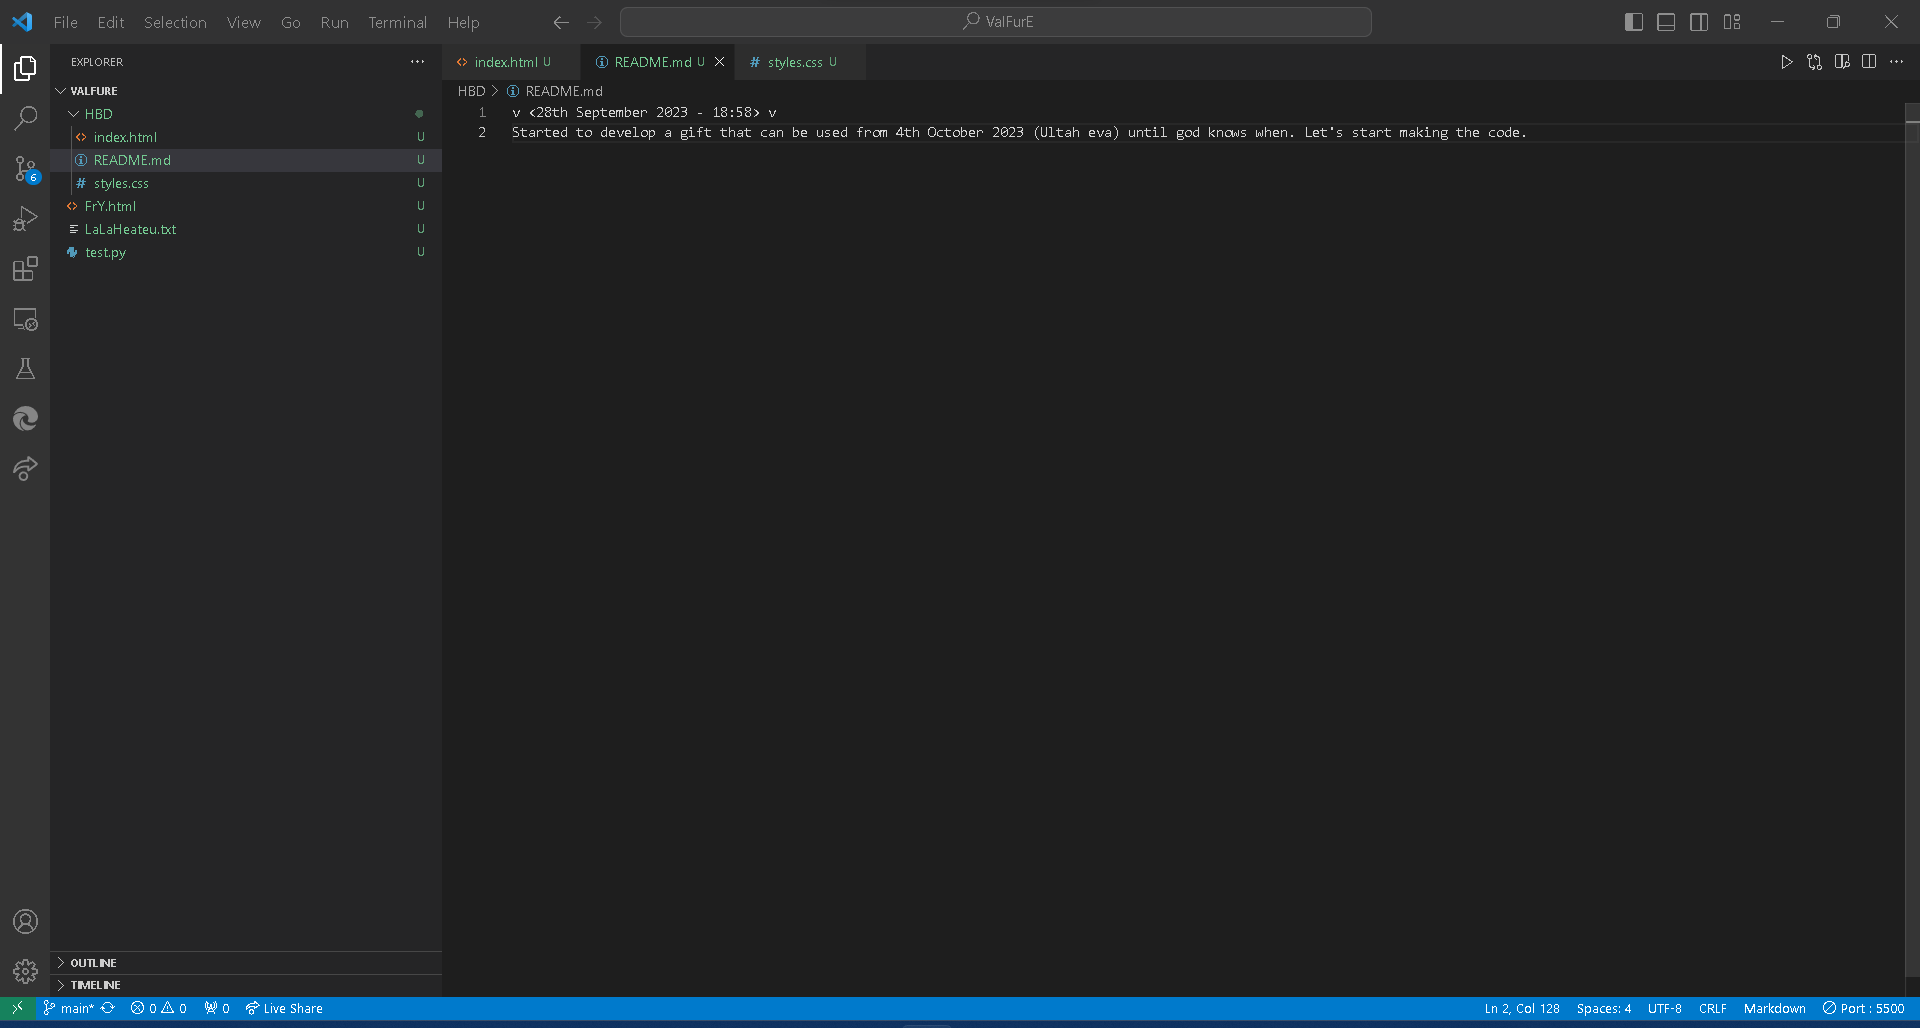 File Edit Selection View Go Run Terminal Help
ValFurE
EXPLORER
VALFURE
HBD
index.html U
README.md U
styles.css U
FrY.html U
LaLaHeateu.txt U
test.py U
index.html U
README.md U
styles.css U
HBD > README.md
1 v <28th September 2023 - 18:58> v
2 Started to develop a gift that can be used from 4th October 2023 (Ultah eva) until god knows when. Let's start making the code.
6
OUTLINE
TIMELINE
main* 0 0 0 Live Share
Ln 2, Col 128 Spaces: 4 UTF-8 CRLF Markdown Port : 5500